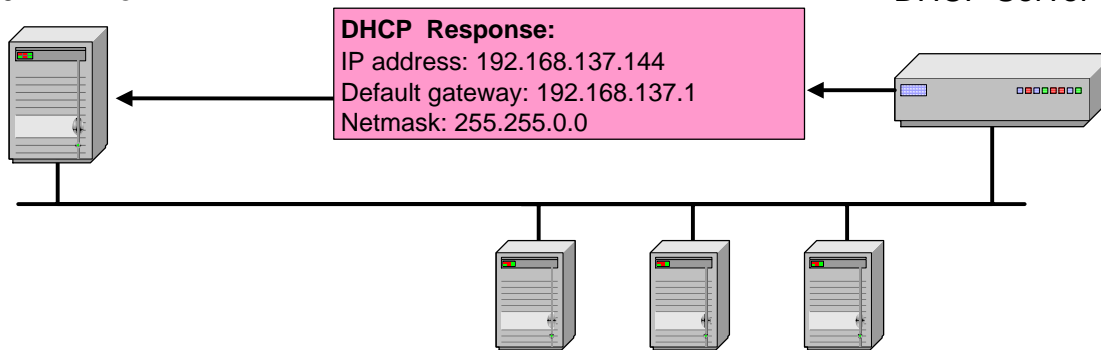 DHCP Response:
IP address: 192.168.137.144
Default gateway: 192.168.137.1
Netmask: 255.255.0.0